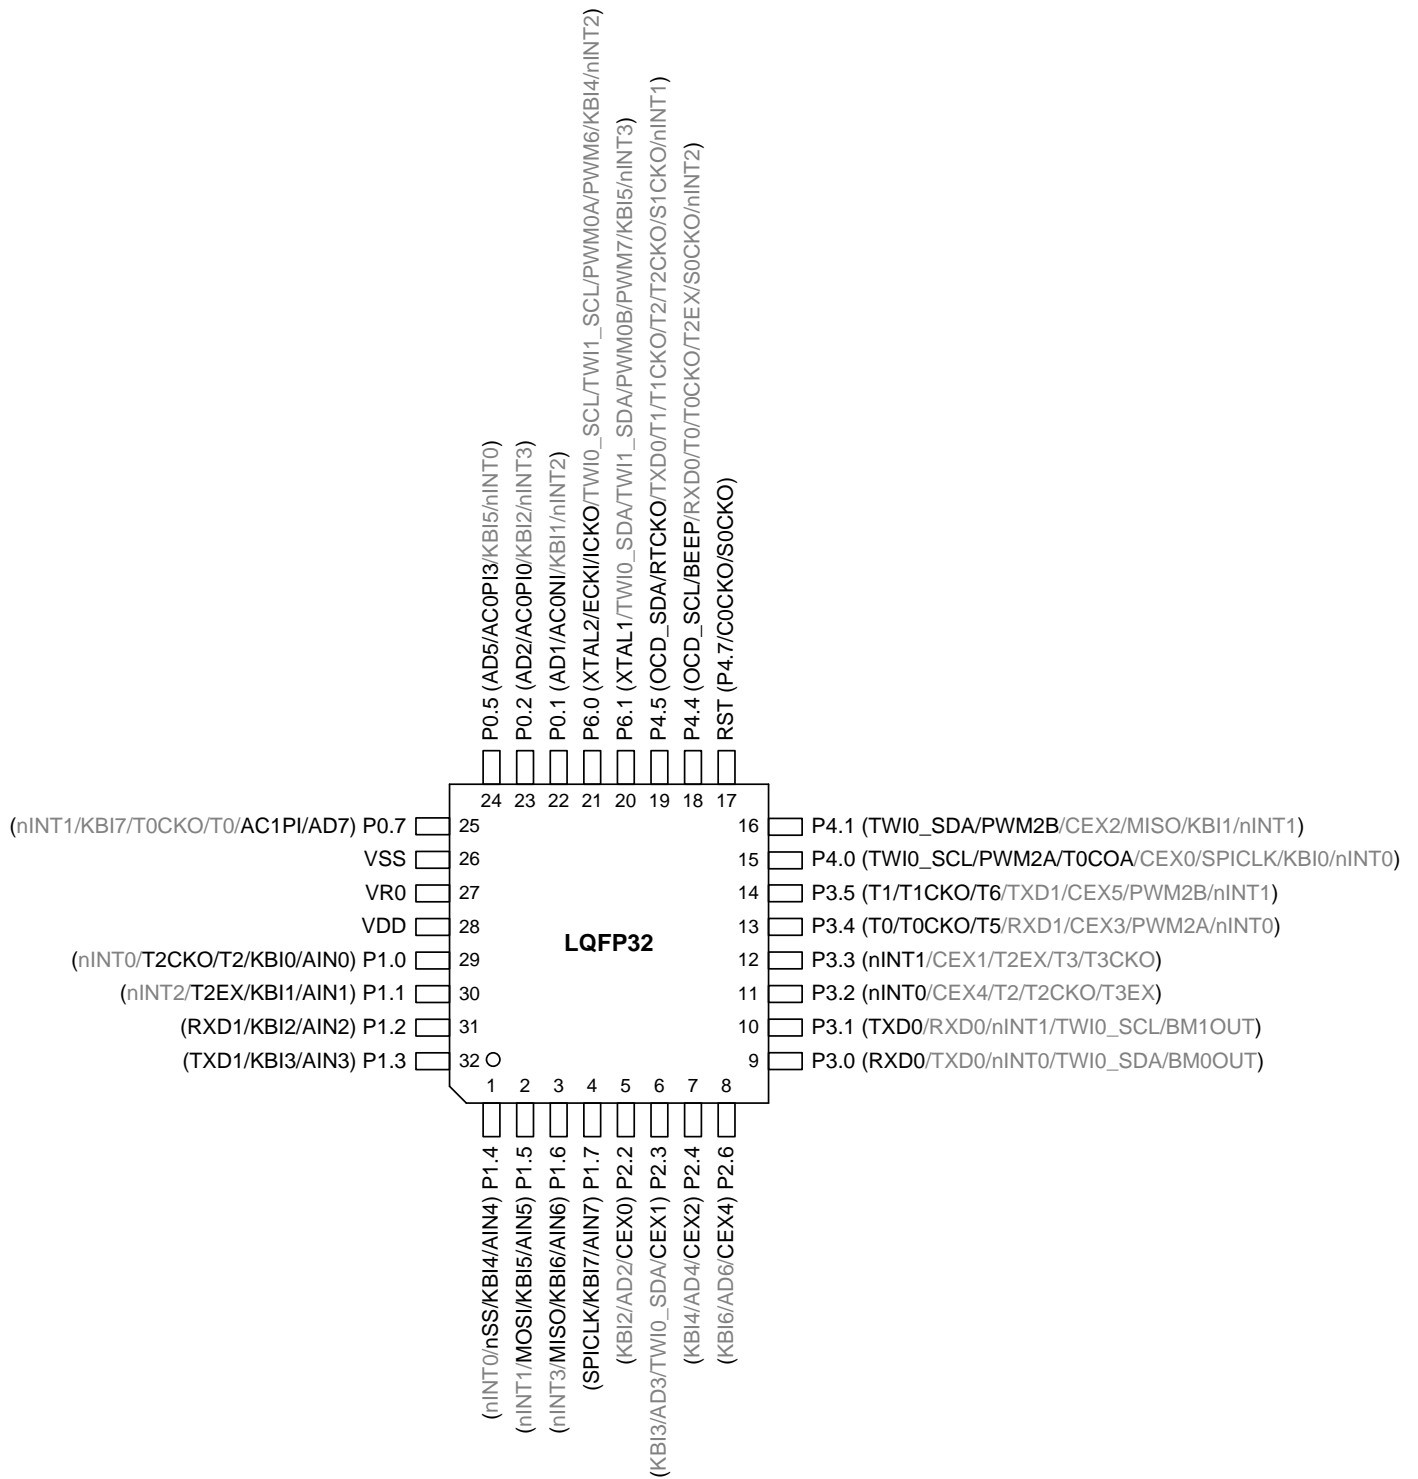 P0.5 (AD5/AC0PI3/KBI5/nINT0)
P0.2 (AD2/AC0PI0/KBI2/nINT3)
P0.1 (AD1/AC0NI/KBI1/nINT2)
P6.0 (XTAL2/ECKI/ICKO/TWI0_SCL/TWI1_SCL/PWM0A/PWM6/KBI4/nINT2)
P6.1 (XTAL1/TWI0_SDA/TWI1_SDA/PWM0B/PWM7/KBI5/nINT3)
P4.5 (OCD_SDA/RTCKO/TXD0/T1/T1CKO/T2/T2CKO/S1CKO/nINT1)
P4.4 (OCD_SCL/BEEP/RXD0/T0/T0CKO/T2EX/S0CKO/nINT2)
RST (P4.7/C0CKO/S0CKO)
24 23 22 21 20 19 18 17
(nINT1/KBI7/T0CKO/T0/AC1PI/AD7) P0.7 25
VSS 26
VR0 27
VDD 28
(nINT0/T2CKO/T2/KBI0/AIN0) P1.0 29
(nINT2/T2EX/KBI1/AIN1) P1.1 30
(RXD1/KBI2/AIN2) P1.2 31
(TXD1/KBI3/AIN3) P1.3 32
LQFP32
16 P4.1 (TWI0_SDA/PWM2B/CEX2/MISO/KBI1/nINT1)
15 P4.0 (TWI0_SCL/PWM2A/T0COA/CEX0/SPICLK/KBI0/nINT0)
14 P3.5 (T1/T1CKO/T6/TXD1/CEX5/PWM2B/nINT1)
13 P3.4 (T0/T0CKO/T5/RXD1/CEX3/PWM2A/nINT0)
12 P3.3 (nINT1/CEX1/T2EX/T3/T3CKO)
11 P3.2 (nINT0/CEX4/T2/T2CKO/T3EX)
10 P3.1 (TXD0/RXD0/nINT1/TWI0_SCL/BM1OUT)
9 P3.0 (RXD0/TXD0/nINT0/TWI0_SDA/BM0OUT)
1 2 3 4 5 6 7 8
(nINT0/nSS/KBI4/AIN4) P1.4
(nINT1/MOSI/KBI5/AIN5) P1.5
(nINT3/MISO/KBI6/AIN6) P1.6
(SPICLK/KBI7/AIN7) P1.7
(KBI2/AD2/CEX0) P2.2
(KBI3/AD3/TWI0_SDA/CEX1) P2.3
(KBI4/AD4/CEX2) P2.4
(KBI6/AD6/CEX4) P2.6